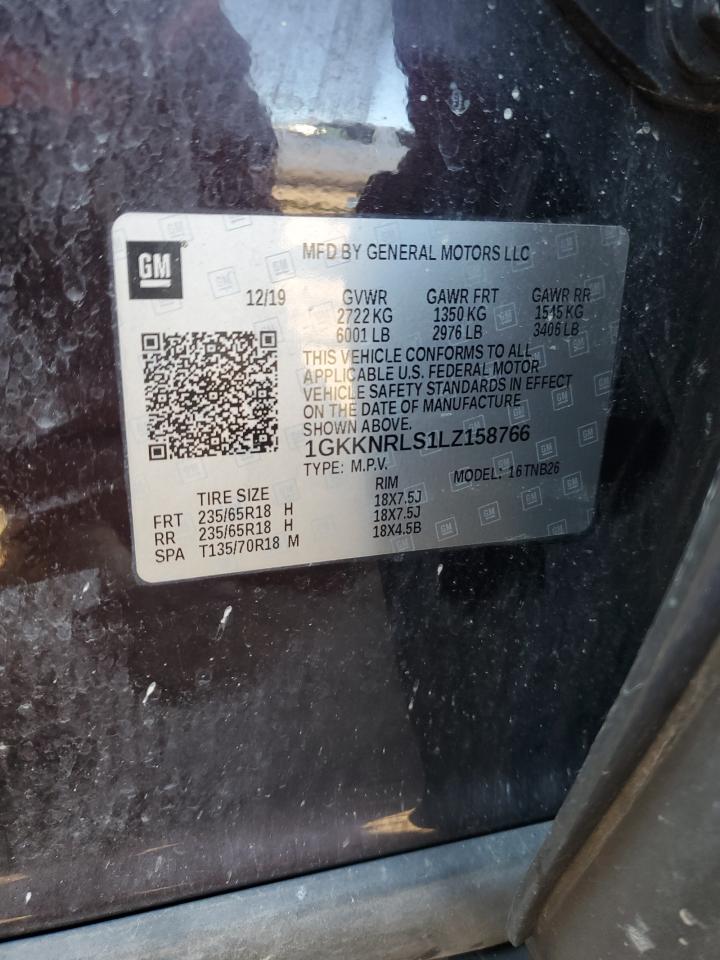 GM
MFD BY GENERAL MOTORS LLC
12/19 GVWR GAWR FRT GAWR RR
2722 KG 1350 KG 1545 KG
6001 LB 2976 LB 3406 LB
THIS VEHICLE CONFORMS TO ALL
APPLICABLE U.S. FEDERAL MOTOR
VEHICLE SAFETY STANDARDS IN EFFECT
ON THE DATE OF MANUFACTURE
SHOWN ABOVE.
1GKKNRLS1LZ158766
TYPE: M.P.V. MODEL: 16TNB26
TIRE SIZE RIM
FRT 235/65R18 H 18X7.5J
RR 235/65R18 H 18X7.5J
SPA T135/70R18 M 18X4.5B